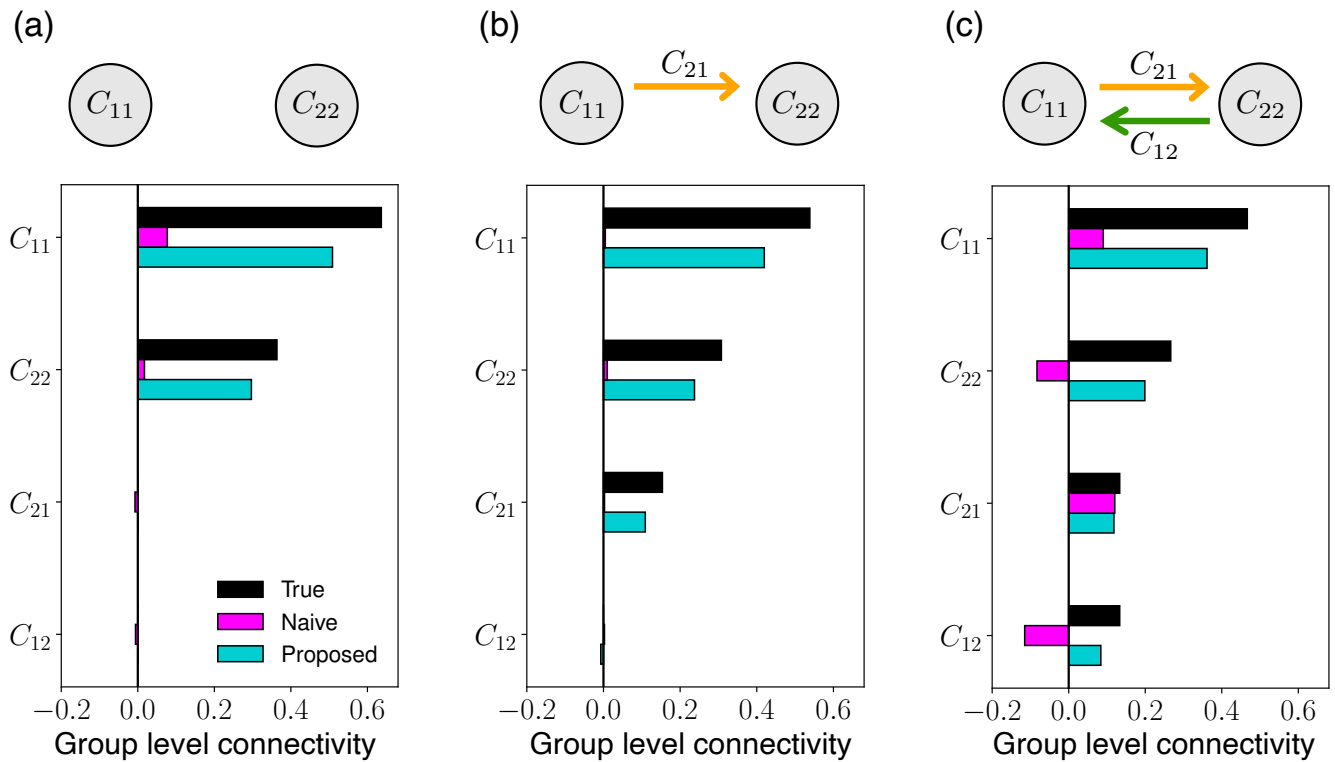 (a)
C₁₁
C₂₂
C₁₁
C₂₂
C₂₁
C₁₂
True
Naive
Proposed
−0.2 0.0 0.2 0.4 0.6
Group level connectivity
(b)
C₁₁
C₂₁
C₂₂
C₁₁
C₂₂
C₂₁
C₁₂
−0.2 0.0 0.2 0.4 0.6
Group level connectivity
(c)
C₁₁
C₂₁
C₁₂
C₂₂
C₁₁
C₂₂
C₂₁
C₁₂
−0.2 0.0 0.2 0.4 0.6
Group level connectivity